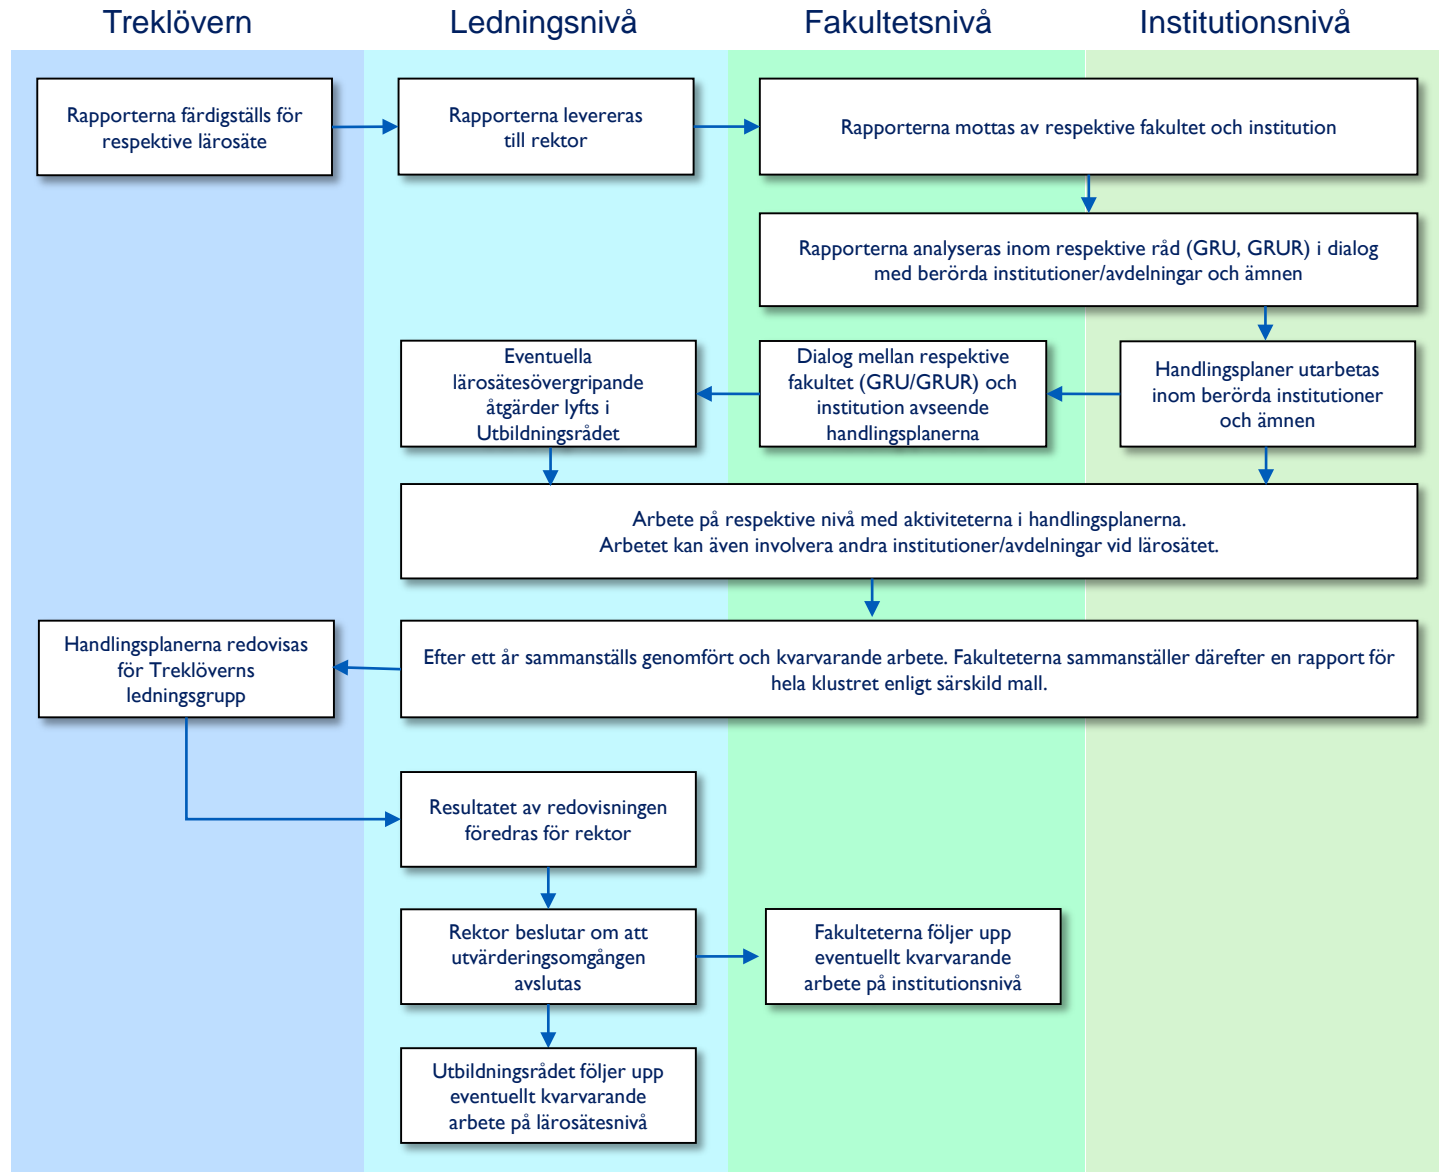 Treklövern
Ledningsnivå
Fakultetsnivå
Institutionsnivå
Rapporterna färdigställs för
respektive lärosäte
Rapporterna levereras
till rektor
Rapporterna mottas av respektive fakultet och institution
Rapporterna analyseras inom respektive råd (GRU, GRUR) i dialog
med berörda institutioner/avdelningar och ämnen
Eventuella
lärosätesövergripande
åtgärder lyfts i
Utbildningsrådet
Dialog mellan respektive
fakultet (GRU/GRUR) och
institution avseende
handlingsplanerna
Handlingsplaner utarbetas
inom berörda institutioner
och ämnen
Arbete på respektive nivå med aktiviteterna i handlingsplanerna.
Arbetet kan även involvera andra institutioner/avdelningar vid lärosätet.
Handlingsplanerna redovisas
för Treklöverns
ledningsgrupp
Efter ett år sammanställs genomfört och kvarvarande arbete. Fakulteterna sammanställer därefter en rapport för
hela klustret enligt särskild mall.
Resultatet av redovisningen
föredras för rektor
Rektor beslutar om att
utvärderingsomgången
avslutas
Fakulteterna följer upp
eventuellt kvarvarande
arbete på institutionsnivå
Utbildningsrådet följer upp
eventuellt kvarvarande
arbete på lärosätesnivå